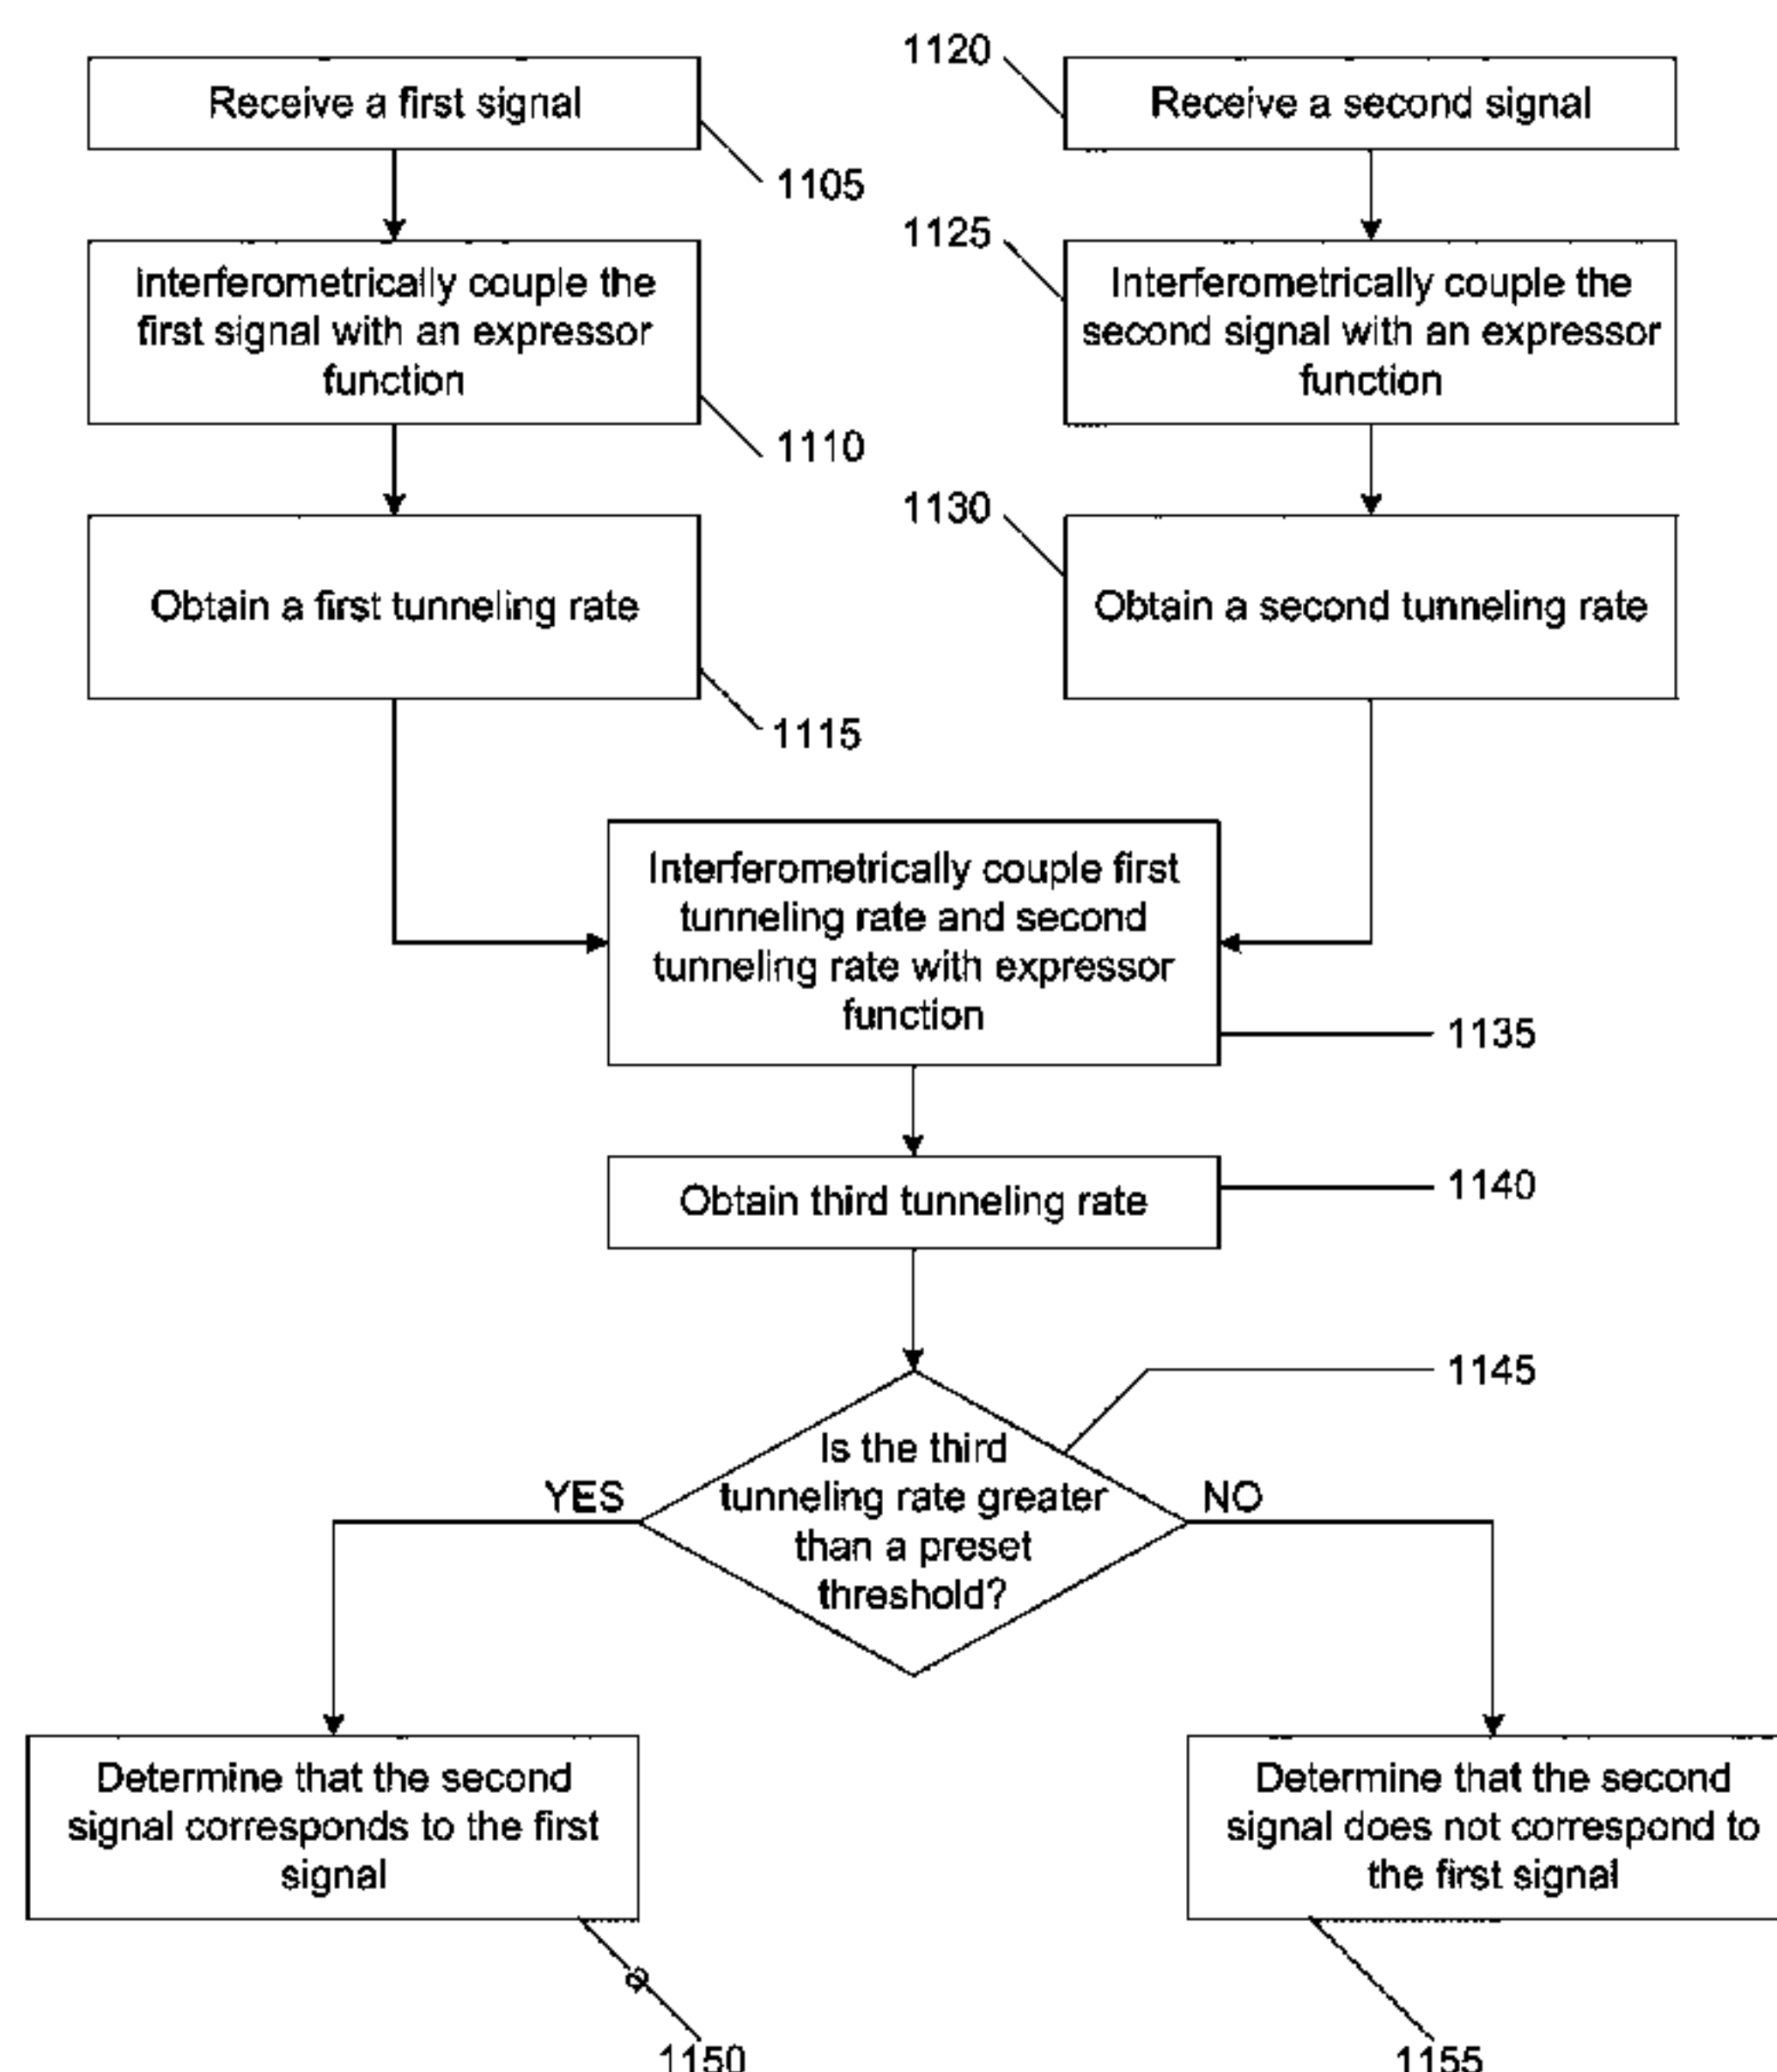 1120
Receive a first signal
Receive a second signal
1105
1125
Interferometrically couple the
first signal with an expressor
function
Interferometrically couple the
second signal with an expressor
function
1110
1130
Obtain a first tunneling rate
Obtain a second tunneling rate
1115
Interferometrically couple first
tunneling rate and second
tunneling rate with expressor
function
1135
Obtain third tunneling rate
1140
1145
Is the third
tunneling rate greater
than a preset
threshold?
YES
NO
Determine that the second
signal corresponds to the first
signal
Determine that the second
signal does not correspond to
the first signal
1150
1155